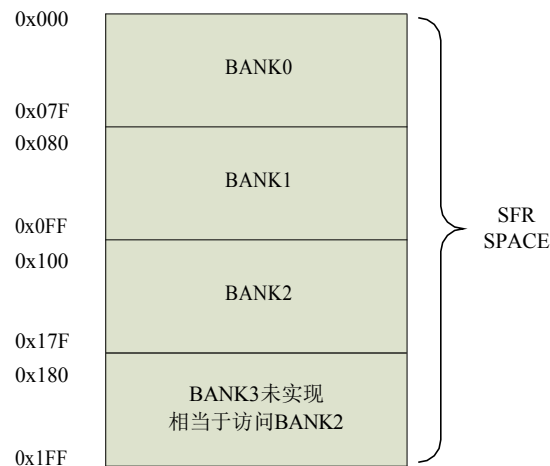 0x000
BANK0
0x07F
0x080
BANK1
0x0FF
0x100
BANK2
0x17F
0x180
BANK3未实现
相当于访问BANK2
0x1FF
SFR
SPACE